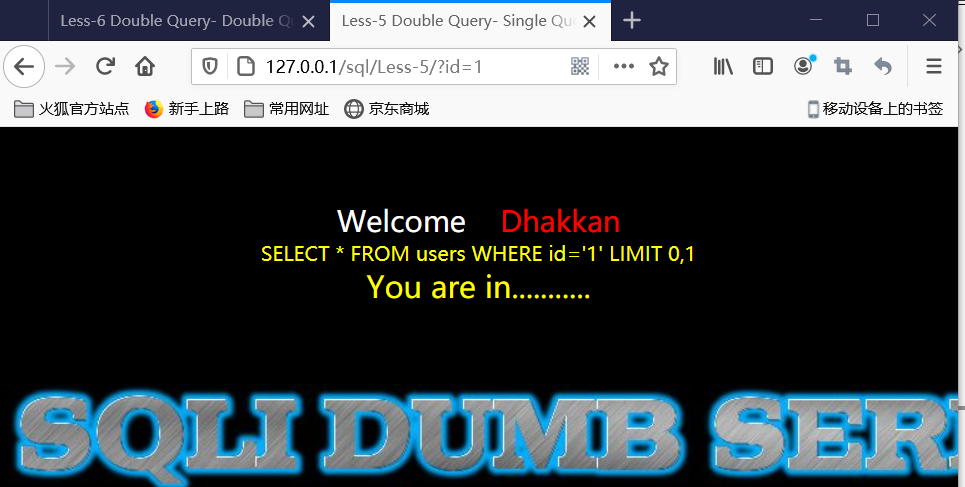 Less-6 Double Query- Double Q
Less-5 Double Query- Single Que
127.0.0.1/sql/Less-5/?id=1
火狐官方站点 新手上路 常用网址 京东商城 移动设备上的书签
Welcome Dhakkan
SELECT * FROM users WHERE id='1' LIMIT 0,1
You are in...........
SQLI DUMB SERI